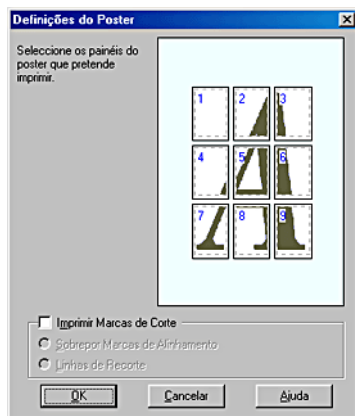 Definições do Poster
Seleccione os painéis do
poster que pretende
imprimir.
1 2 3
4 5 6
7 8 9
Imprimir Marcas de Corte
Sobrepor Marcas de Alinhamento
Linhas de Recorte
OK Cancelar Ajuda